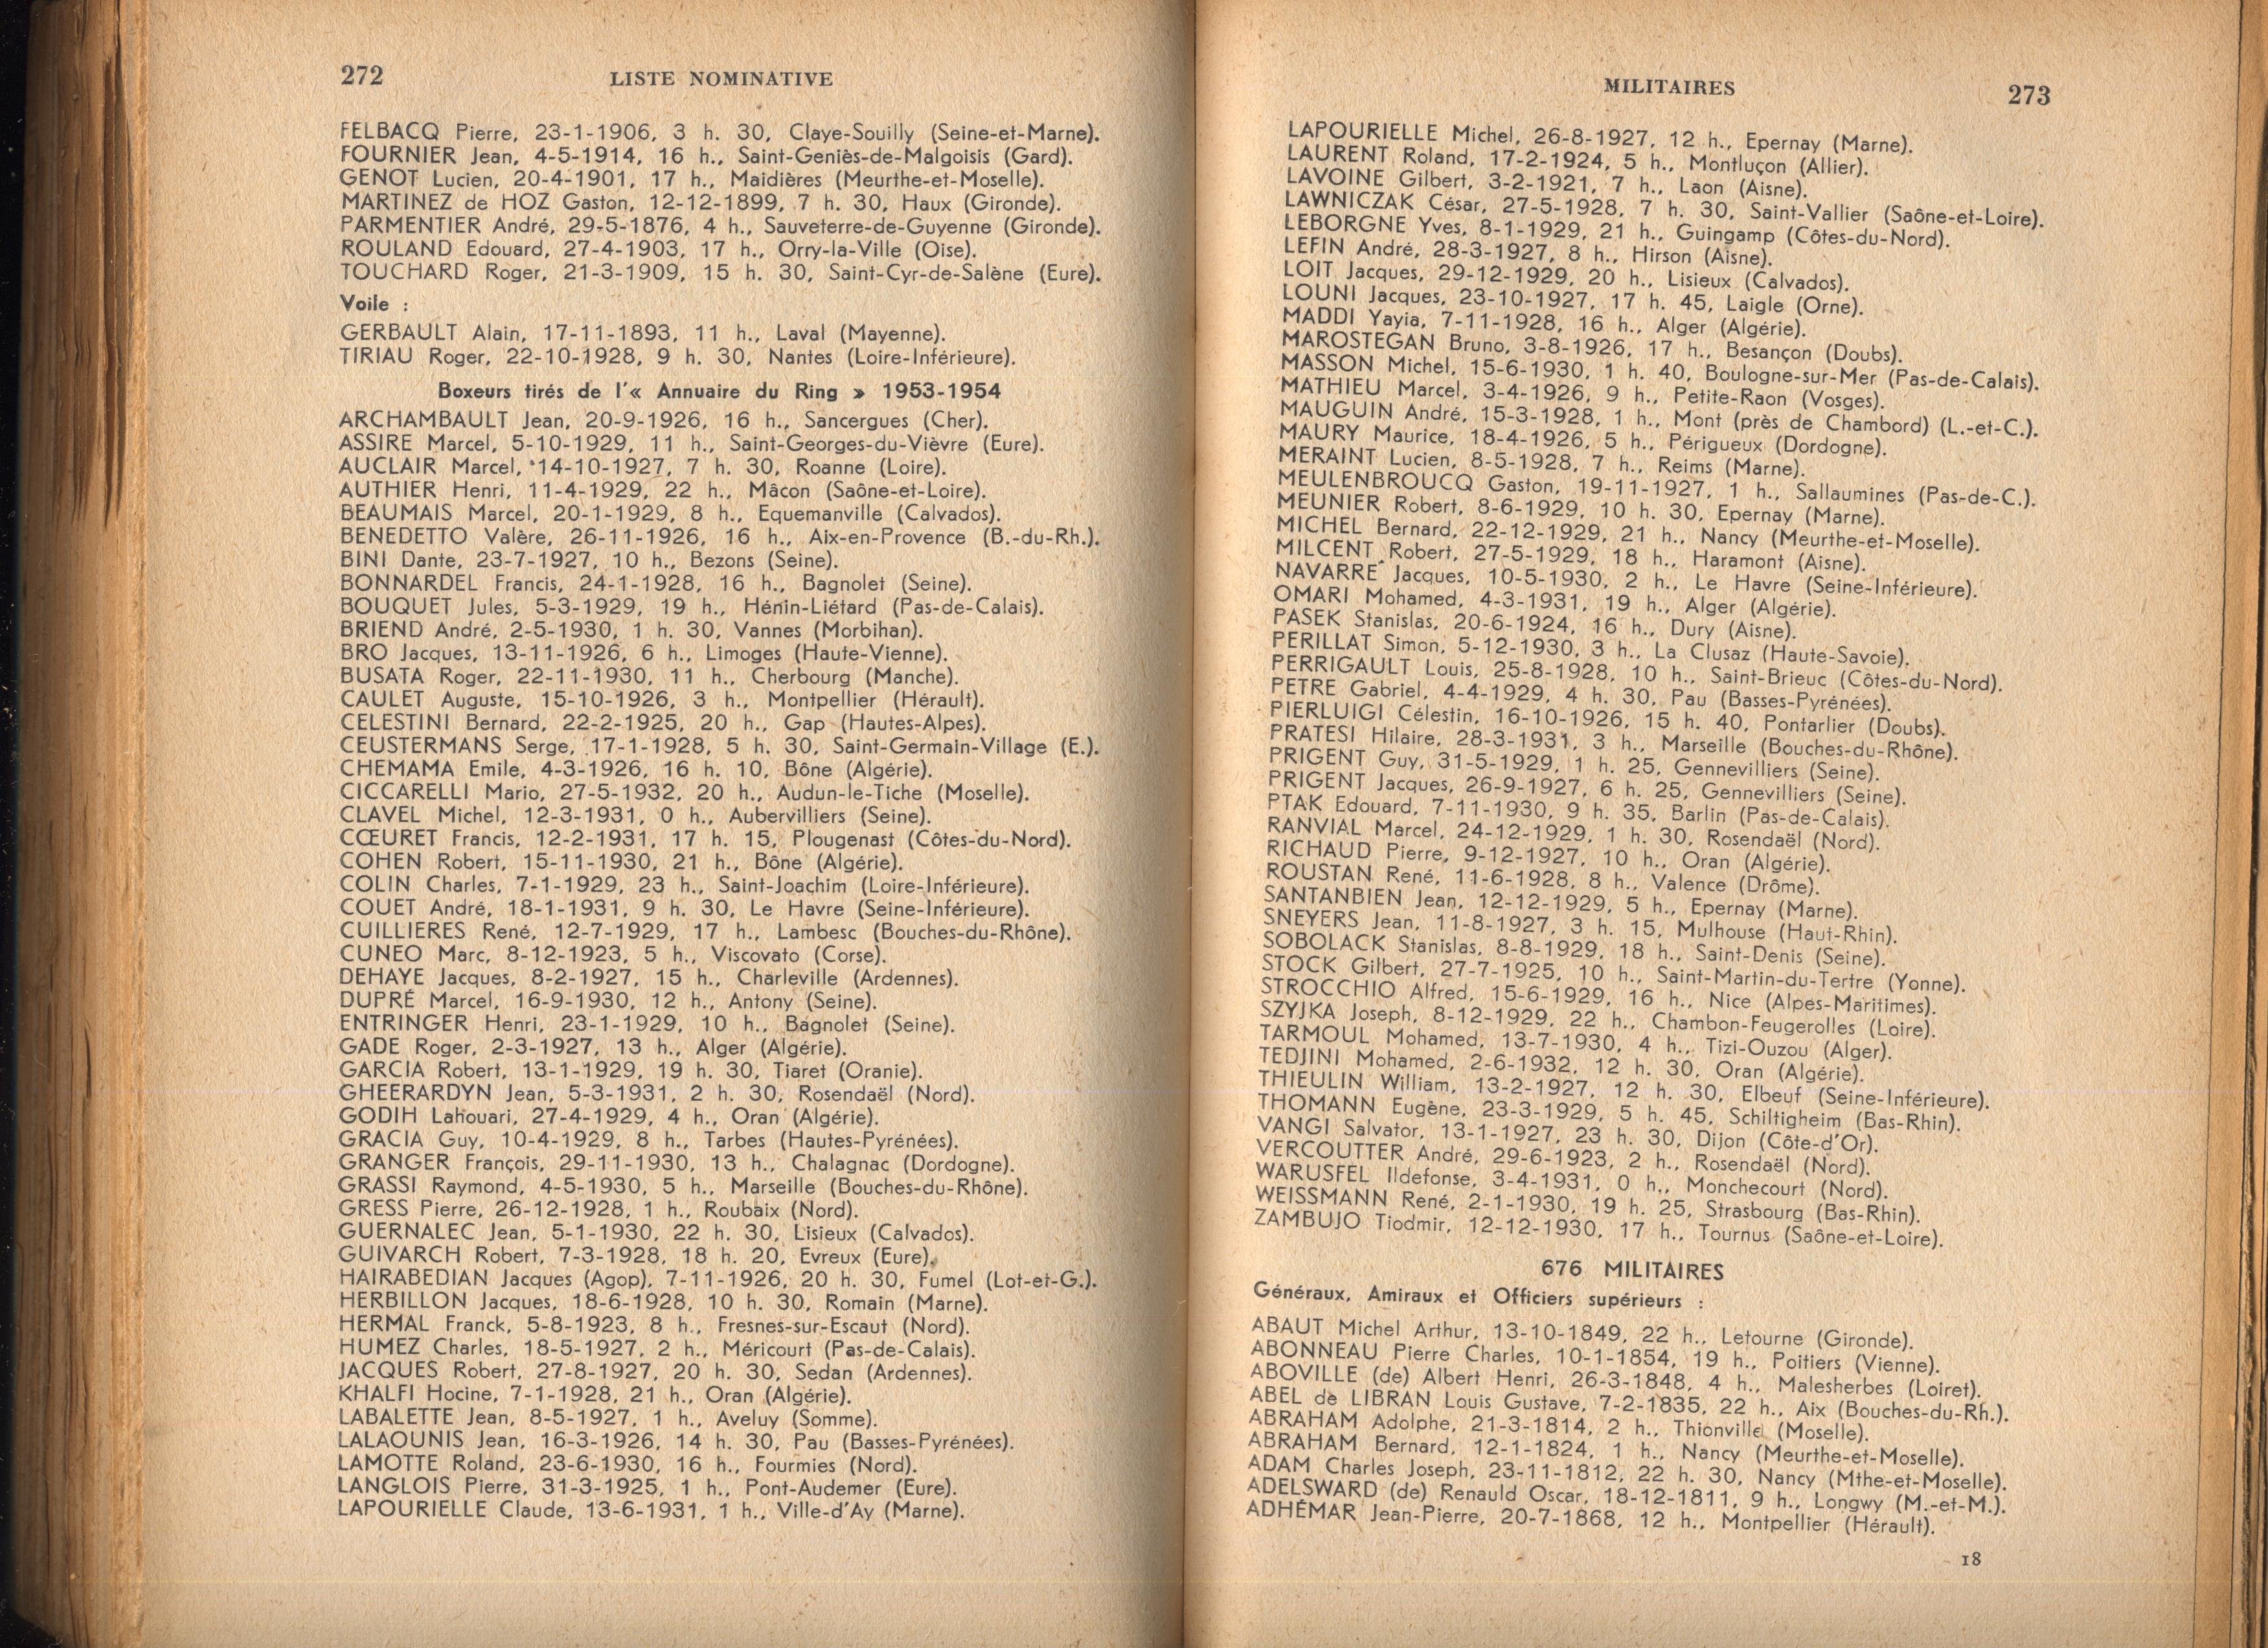 272
LISTE NOMINATIVE
FELBACQ Pierre, 23-1-1906, 3 h. 30, Claye-Souilly (Seine-et-Marne).
FOURNIER Jean, 4-5-1914, 16 h., Saint-Geniès-de-Malgoisis (Gard).
GENOT Lucien, 20-4-1901, 17 h., Maidières (Meurthe-et-Moselle).
MARTINEZ de HOZ Gaston, 12-12-1899, 7 h. 30, Haux (Gironde).
PARMENTIER André, 29-5-1876, 4 h., Sauveterre-de-Guyenne (Gironde).
ROULAND Edouard, 27-4-1903, 17 h., Orry-la-Ville (Oise).
TOUCHARD Roger, 21-3-1909, 15 h. 30, Saint-Cyr-de-Salène (Eure).
Voile :
GERBAULT Alain, 17-11-1893, 11 h., Laval (Mayenne).
TIRIAU Roger, 22-10-1928, 9 h. 30, Nantes (Loire-Inférieure).
Boxeurs tirés de l'« Annuaire du Ring » 1953-1954
ARCHAMBAULT Jean, 20-9-1926, 16 h., Sancergues (Cher).
ASSIRE Marcel, 5-10-1929, 11 h., Saint-Georges-du-Vièvre (Eure).
AUCLAIR Marcel, 14-10-1927, 7 h. 30, Roanne (Loire).
AUTHIER Henri, 11-4-1929, 22 h., Mâcon (Saône-et-Loire).
BEAUMAIS Marcel, 20-1-1929, 8 h., Equemanville (Calvados).
BENEDETTO Valère, 26-11-1926, 16 h., Aix-en-Provence (B.-du-Rh.).
BINI Dante, 23-7-1927, 10 h., Bezons (Seine).
BONNARDEL Francis, 24-1-1928, 16 h., Bagnolet (Seine).
BOUQUET Jules, 5-3-1929, 19 h., Hénin-Liétard (Pas-de-Calais).
BRIEND André, 2-5-1930, 1 h. 30, Vannes (Morbihan).
BRO Jacques, 13-11-1926, 6 h., Limoges (Haute-Vienne).
BUSATA Roger, 22-11-1930, 11 h., Cherbourg (Manche).
CAULET Auguste, 15-10-1926, 3 h., Montpellier (Hérault).
CELESTINI Bernard, 22-2-1925, 20 h., Gap (Hautes-Alpes).
CEUSTERMANS Serge, 17-1-1928, 5 h. 30, Saint-Germain-Village (E.).
CHEMAMA Emile, 4-3-1926, 16 h. 10, Bône (Algérie).
CICCARELLI Mario, 27-5-1932, 20 h., Audun-le-Tiche (Moselle).
CLAVEL Michel, 12-3-1931, 0 h., Aubervilliers (Seine).
CŒURET Francis, 12-2-1931, 17 h. 15, Plougenast (Côtes-du-Nord).
COHEN Robert, 15-11-1930, 21 h., Bône (Algérie).
COLIN Charles, 7-1-1929, 23 h., Saint-Joachim (Loire-Inférieure).
COUET André, 18-1-1931, 9 h. 30, Le Havre (Seine-Inférieure).
CUILLIERES René, 12-7-1929, 17 h., Lambesc (Bouches-du-Rhône).
CUNEO Marc, 8-12-1923, 5 h., Viscovato (Corse).
DEHAYE Jacques, 8-2-1927, 15 h., Charleville (Ardennes).
DUPRÉ Marcel, 16-9-1930, 12 h., Antony (Seine).
ENTRINGER Henri, 23-1-1929, 10 h., Bagnolet (Seine).
GADE Roger, 2-3-1927, 13 h., Alger (Algérie).
GARCIA Robert, 13-1-1929, 19 h. 30, Tiaret (Oranie).
GHEERARDYN Jean, 5-3-1931, 2 h. 30, Rosendaël (Nord).
GODIH Lahouari, 27-4-1929, 4 h., Oran (Algérie).
GRACIA Guy, 10-4-1929, 8 h., Tarbes (Hautes-Pyrénées).
GRANGER François, 29-11-1930, 13 h., Chalagnac (Dordogne).
GRASSI Raymond, 4-5-1930, 5 h., Marseille (Bouches-du-Rhône).
GRESS Pierre, 26-12-1928, 1 h., Roubaix (Nord).
GUERNALEC Jean, 5-1-1930, 22 h. 30, Lisieux (Calvados).
GUIVARCH Robert, 7-3-1928, 18 h. 20, Evreux (Eure).
HAIRABEDIAN Jacques (Agop), 7-11-1926, 20 h. 30, Fumel (Lot-et-G.).
HERBILLON Jacques, 18-6-1928, 10 h. 30, Romain (Marne).
HERMAL Franck, 5-8-1923, 8 h., Fresnes-sur-Escaut (Nord).
HUMEZ Charles, 18-5-1927, 2 h., Méricourt (Pas-de-Calais).
JACQUES Robert, 27-8-1927, 20 h. 30, Sedan (Ardennes).
KHALFI Hocine, 7-1-1928, 21 h., Oran (Algérie).
LABALETTE Jean, 8-5-1927, 1 h., Aveluy (Somme).
LALAOUNIS Jean, 16-3-1926, 14 h. 30, Pau (Basses-Pyrénées).
LAMOTTE Roland, 23-6-1930, 16 h., Fourmies (Nord).
LANGLOIS Pierre, 31-3-1925, 1 h., Pont-Audemer (Eure).
LAPOURIELLE Claude, 13-6-1931, 1 h., Ville-d'Ay (Marne).
MILITAIRES
273
LAPOURIELLE Michel, 26-8-1927, 12 h., Epernay (Marne).
LAURENT Roland, 17-2-1924, 5 h., Montluçon (Allier).
LAVOINE Gilbert, 3-2-1921, 7 h., Laon (Aisne).
LAWNICZAK César, 27-5-1928, 7 h. 30, Saint-Vallier (Saône-et-Loire).
LEBORGNE Yves, 8-1-1929, 21 h., Guingamp (Côtes-du-Nord).
LEFIN André, 28-3-1927, 8 h., Hirson (Aisne).
LOIT Jacques, 29-12-1929, 20 h., Lisieux (Calvados).
LOUNI Jacques, 23-10-1927, 17 h. 45, Laigle (Orne).
MADDI Yayia, 7-11-1928, 16 h., Alger (Algérie).
MAROSTEGAN Bruno, 3-8-1926, 17 h., Besançon (Doubs).
MASSON Michel, 15-6-1930, 1 h. 40, Boulogne-sur-Mer (Pas-de-Calais).
MATHIEU Marcel, 3-4-1926, 9 h., Petite-Raon (Vosges).
MAUGUIN André, 15-3-1928, 1 h., Mont (près de Chambord) (L.-et-C.).
MAURY Maurice, 18-4-1926, 5 h., Périgueux (Dordogne).
MERAINT Lucien, 8-5-1928, 7 h., Reims (Marne).
MEULENBROUCQ Gaston, 19-11-1927, 1 h., Sallaumines (Pas-de-C.).
MEUNIER Robert, 8-6-1929, 10 h. 30, Epernay (Marne).
MICHEL Bernard, 22-12-1929, 21 h., Nancy (Meurthe-et-Moselle).
MILCENT Robert, 27-5-1929, 18 h., Haramont (Aisne).
NAVARRE Jacques, 10-5-1930, 2 h., Le Havre (Seine-Inférieure).
OMARI Mohamed, 4-3-1931, 19 h., Alger (Algérie).
PASEK Stanislas, 20-6-1924, 16 h., Dury (Aisne).
PERILLAT Simon, 5-12-1930, 3 h., La Clusaz (Haute-Savoie).
PERRIGAULT Louis, 25-8-1928, 10 h., Saint-Brieuc (Côtes-du-Nord).
PETRE Gabriel, 4-4-1929, 4 h. 30, Pau (Basses-Pyrénées).
PIERLUIGI Célestin, 16-10-1926, 15 h. 40, Pontarlier (Doubs).
PRATESI Hilaire, 28-3-1931, 3 h., Marseille (Bouches-du-Rhône).
PRIGENT Guy, 31-5-1929, 1 h. 25, Gennevilliers (Seine).
PRIGENT Jacques, 26-9-1927, 6 h. 25, Gennevilliers (Seine).
PTAK Edouard, 7-11-1930, 9 h. 35, Barlin (Pas-de-Calais).
RANVIAL Marcel, 24-12-1929, 1 h. 30, Rosendaël (Nord).
RICHAUD Pierre, 9-12-1927, 10 h., Oran (Algérie).
ROUSTAN René, 11-6-1928, 8 h., Valence (Drôme).
SANTANBIEN Jean, 12-12-1929, 5 h., Epernay (Marne).
SNEYERS Jean, 11-8-1927, 3 h. 15, Mulhouse (Haut-Rhin).
SOBOLACK Stanislas, 8-8-1929, 18 h., Saint-Denis (Seine).
STOCK Gilbert, 27-7-1925, 10 h., Saint-Martin-du-Tertre (Yonne).
STROCCHIO Alfred, 15-6-1929, 16 h., Nice (Alpes-Maritimes).
SZYJKA Joseph, 8-12-1929, 22 h., Chambon-Feugerolles (Loire).
TARMOUL Mohamed, 13-7-1930, 4 h., Tizi-Ouzou (Alger).
TEDJINI Mohamed, 2-6-1932, 12 h. 30, Oran (Algérie).
THIEULIN William, 13-2-1927, 12 h. 30, Elbeuf (Seine-Inférieure).
THOMANN Eugène, 23-3-1929, 5 h. 45, Schiltigheim (Bas-Rhin).
VANGI Salvator, 13-1-1927, 23 h. 30, Dijon (Côte-d'Or).
VERCOUTTER André, 29-6-1923, 2 h., Rosendaël (Nord).
WARUSFEL Ildefonse, 3-4-1931, 0 h., Monchecourt (Nord).
WEISSMANN René, 2-1-1930, 19 h. 25, Strasbourg (Bas-Rhin).
ZAMBUJO Tiodmir, 12-12-1930, 17 h., Tournus (Saône-et-Loire).
676 MILITAIRES
Généraux, Amiraux et Officiers supérieurs :
ABAUT Michel Arthur, 13-10-1849, 22 h., Letourne (Gironde).
ABONNEAU Pierre Charles, 10-1-1854, 19 h., Poitiers (Vienne).
ABOVILLE (de) Albert Henri, 26-3-1848, 4 h., Malesherbes (Loiret).
ABEL de LIBRAN Louis Gustave, 7-2-1835, 22 h., Aix (Bouches-du-Rh.).
ABRAHAM Adolphe, 21-3-1814, 2 h., Thionville (Moselle).
ABRAHAM Bernard, 12-1-1824, 1 h., Nancy (Meurthe-et-Moselle).
ADAM Charles Joseph, 23-11-1812, 22 h. 30, Nancy (Mthe-et-Moselle).
ADELSWARD (de) Renauld Oscar, 18-12-1811, 9 h., Longwy (M.-et-M.).
ADHÉMAR Jean-Pierre, 20-7-1868, 12 h., Montpellier (Hérault).
18